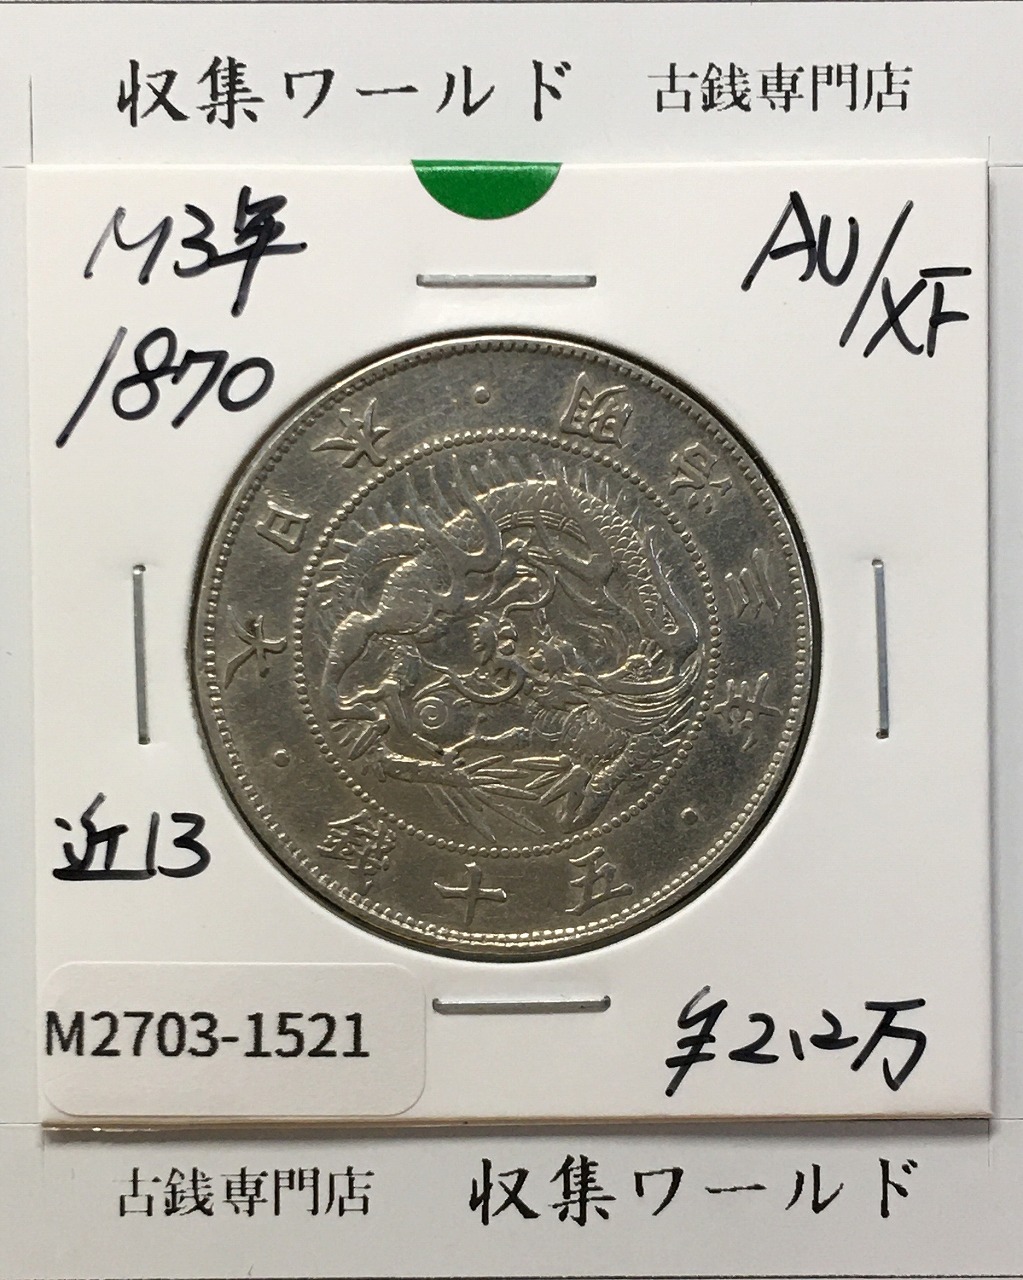 収集ワールド 古銭専門店
M3年
1870
AU/XF
大日本・明治三年・五十錢・
近13
M2703-1521
¥2.2万
古銭専門店 収集ワールド